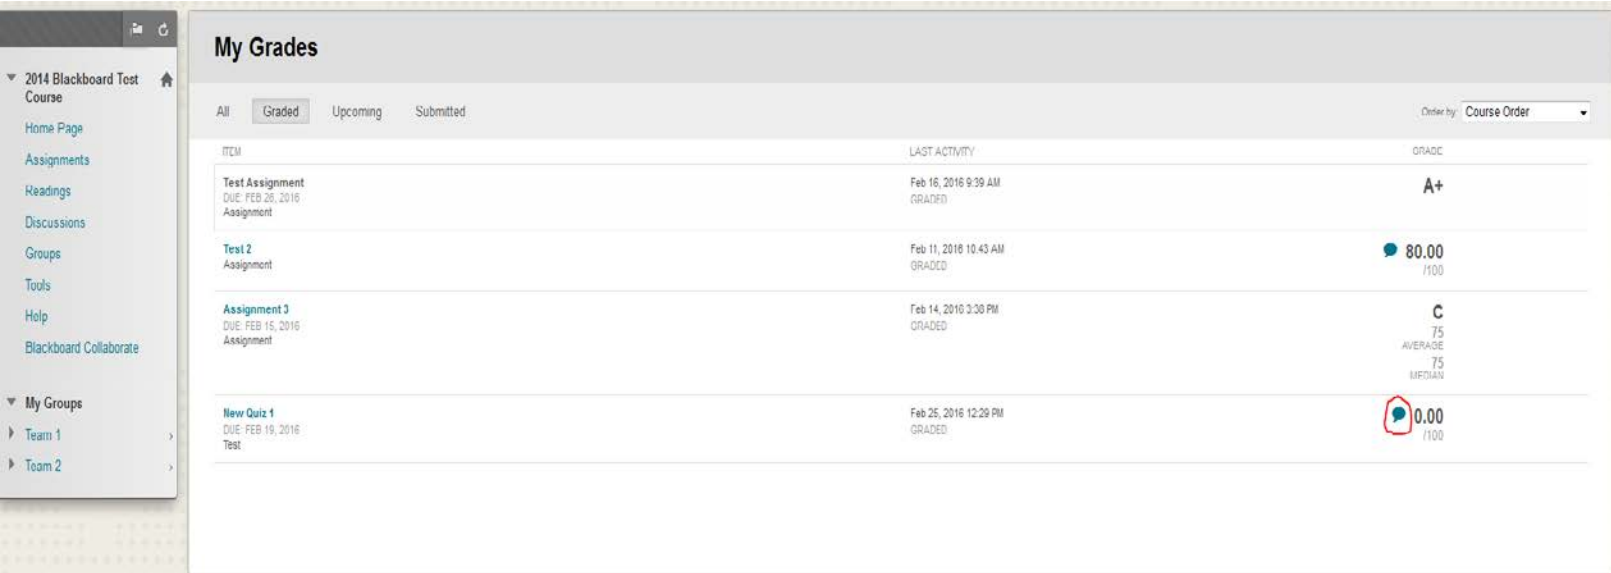 My Grades
2014 Blackboard Test
Course
Home Page
Assignments
Readings
Discussions
Groups
Tools
Help
Blackboard Collaborate
My Groups
Team 1
Team 2
All Graded Upcoming Submitted
Order by: Course Order
ITEM LAST ACTIVITY GRADE
Test Assignment Feb 16, 2016 9:39 AM A+
DUE: FEB 26, 2016 GRADED
Assignment
Test 2 Feb 11, 2016 10:43 AM 80.00
Assignment GRADED /100
Assignment 3 Feb 14, 2016 3:38 PM C
DUE: FEB 15, 2016 GRADED 75
Assignment AVERAGE
75
MEDIAN
New Quiz 1 Feb 25, 2016 12:29 PM 0.00
DUE: FEB 19, 2016 GRADED /100
Test